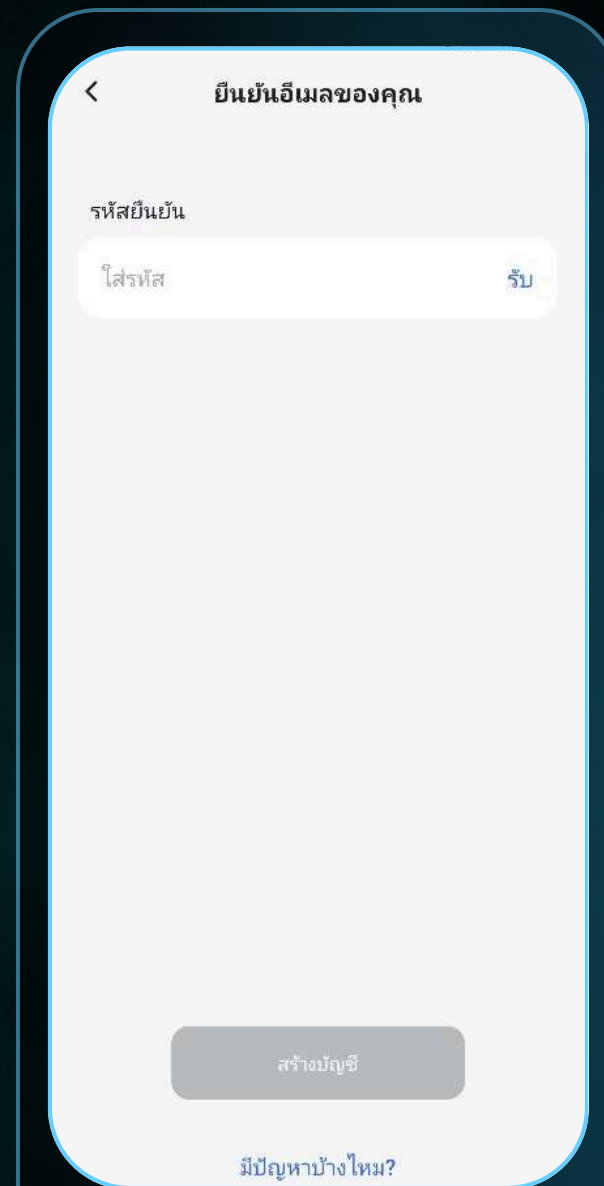 ยืนยันอีเมลของคุณ
รหัสยืนยัน
ใส่รหัส รับ
สร้างบัญชี
มีปัญหาบ้างไหม?